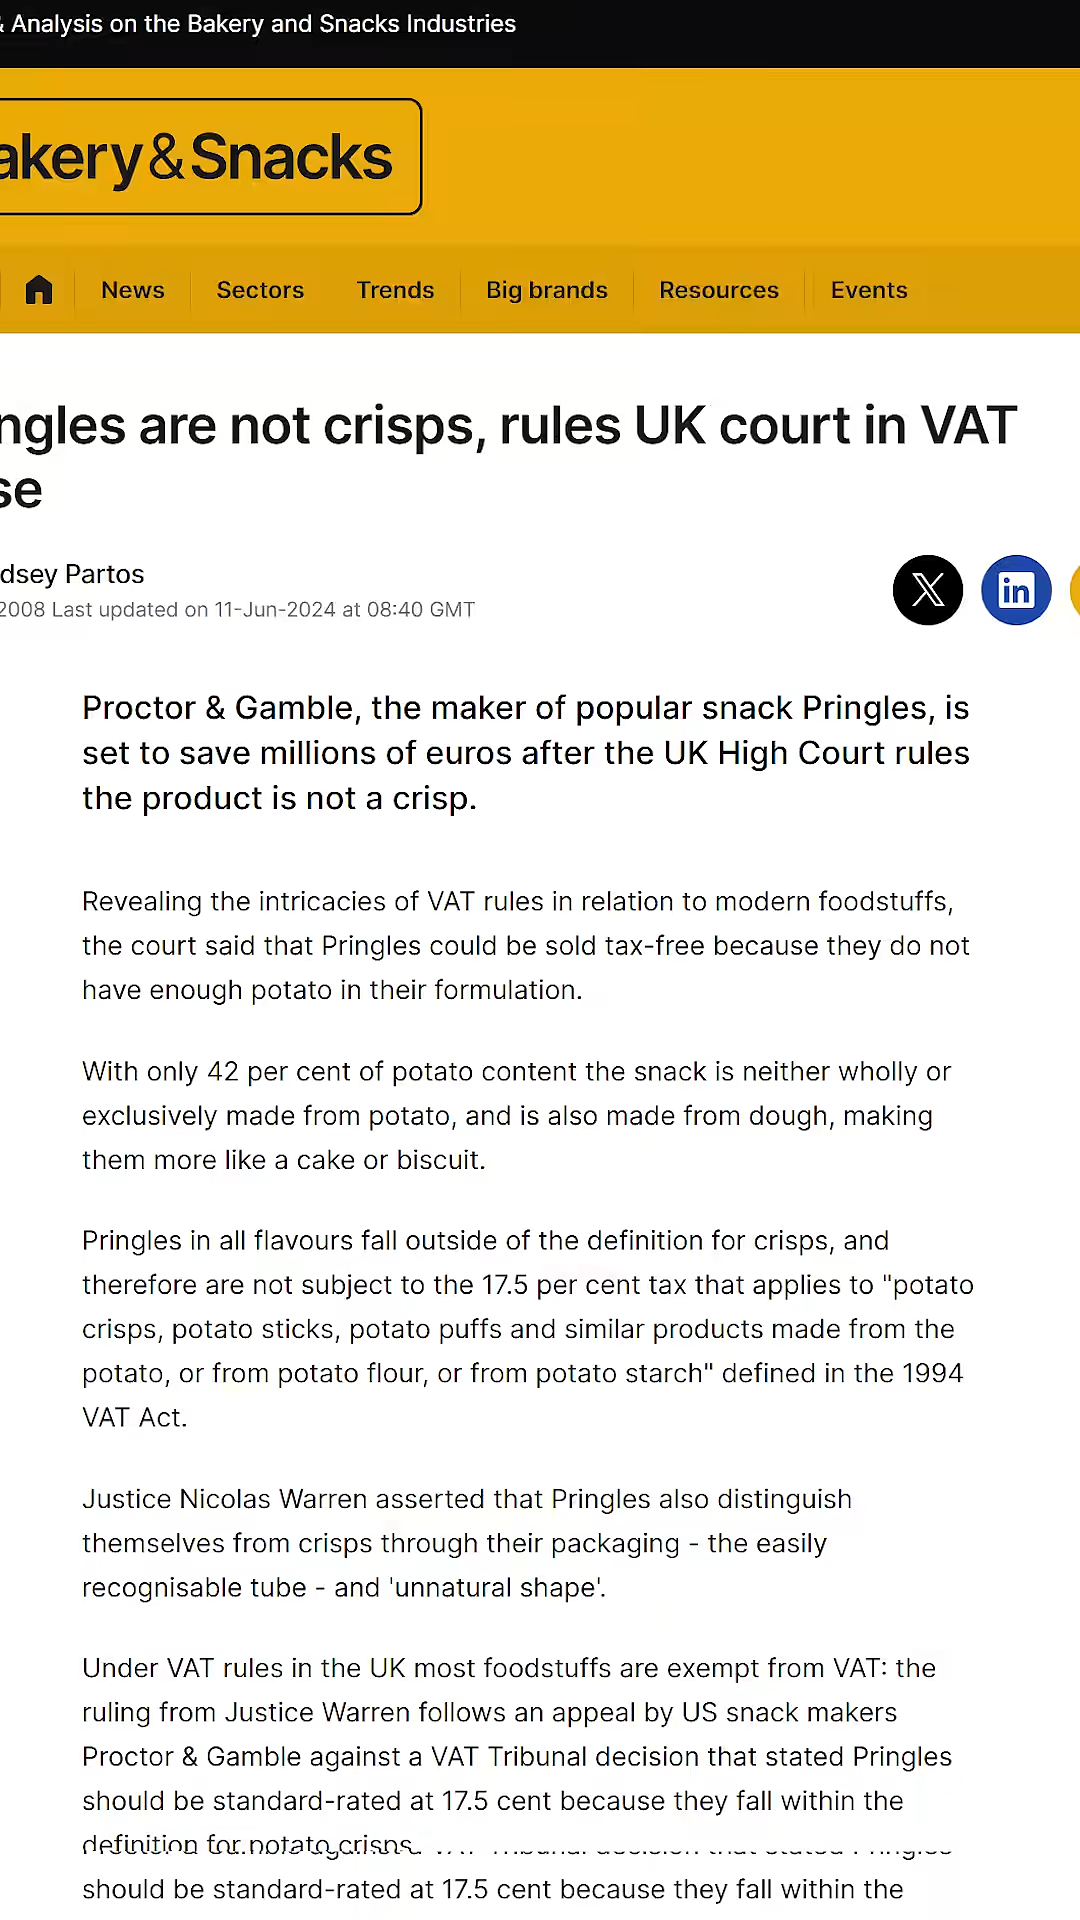 & Analysis on the Bakery and Snacks Industries
akery&Snacks
News Sectors Trends Big brands Resources Events
ngles are not crisps, rules UK court in VAT
se
dsey Partos
2008 Last updated on 11-Jun-2024 at 08:40 GMT
X in
Proctor & Gamble, the maker of popular snack Pringles, is
set to save millions of euros after the UK High Court rules
the product is not a crisp.
Revealing the intricacies of VAT rules in relation to modern foodstuffs,
the court said that Pringles could be sold tax-free because they do not
have enough potato in their formulation.
With only 42 per cent of potato content the snack is neither wholly or
exclusively made from potato, and is also made from dough, making
them more like a cake or biscuit.
Pringles in all flavours fall outside of the definition for crisps, and
therefore are not subject to the 17.5 per cent tax that applies to "potato
crisps, potato sticks, potato puffs and similar products made from the
potato, or from potato flour, or from potato starch" defined in the 1994
VAT Act.
Justice Nicolas Warren asserted that Pringles also distinguish
themselves from crisps through their packaging - the easily
recognisable tube - and 'unnatural shape'.
Under VAT rules in the UK most foodstuffs are exempt from VAT: the
ruling from Justice Warren follows an appeal by US snack makers
Proctor & Gamble against a VAT Tribunal decision that stated Pringles
should be standard-rated at 17.5 cent because they fall within the
definition for potato crisps.
should be standard-rated at 17.5 cent because they fall within the